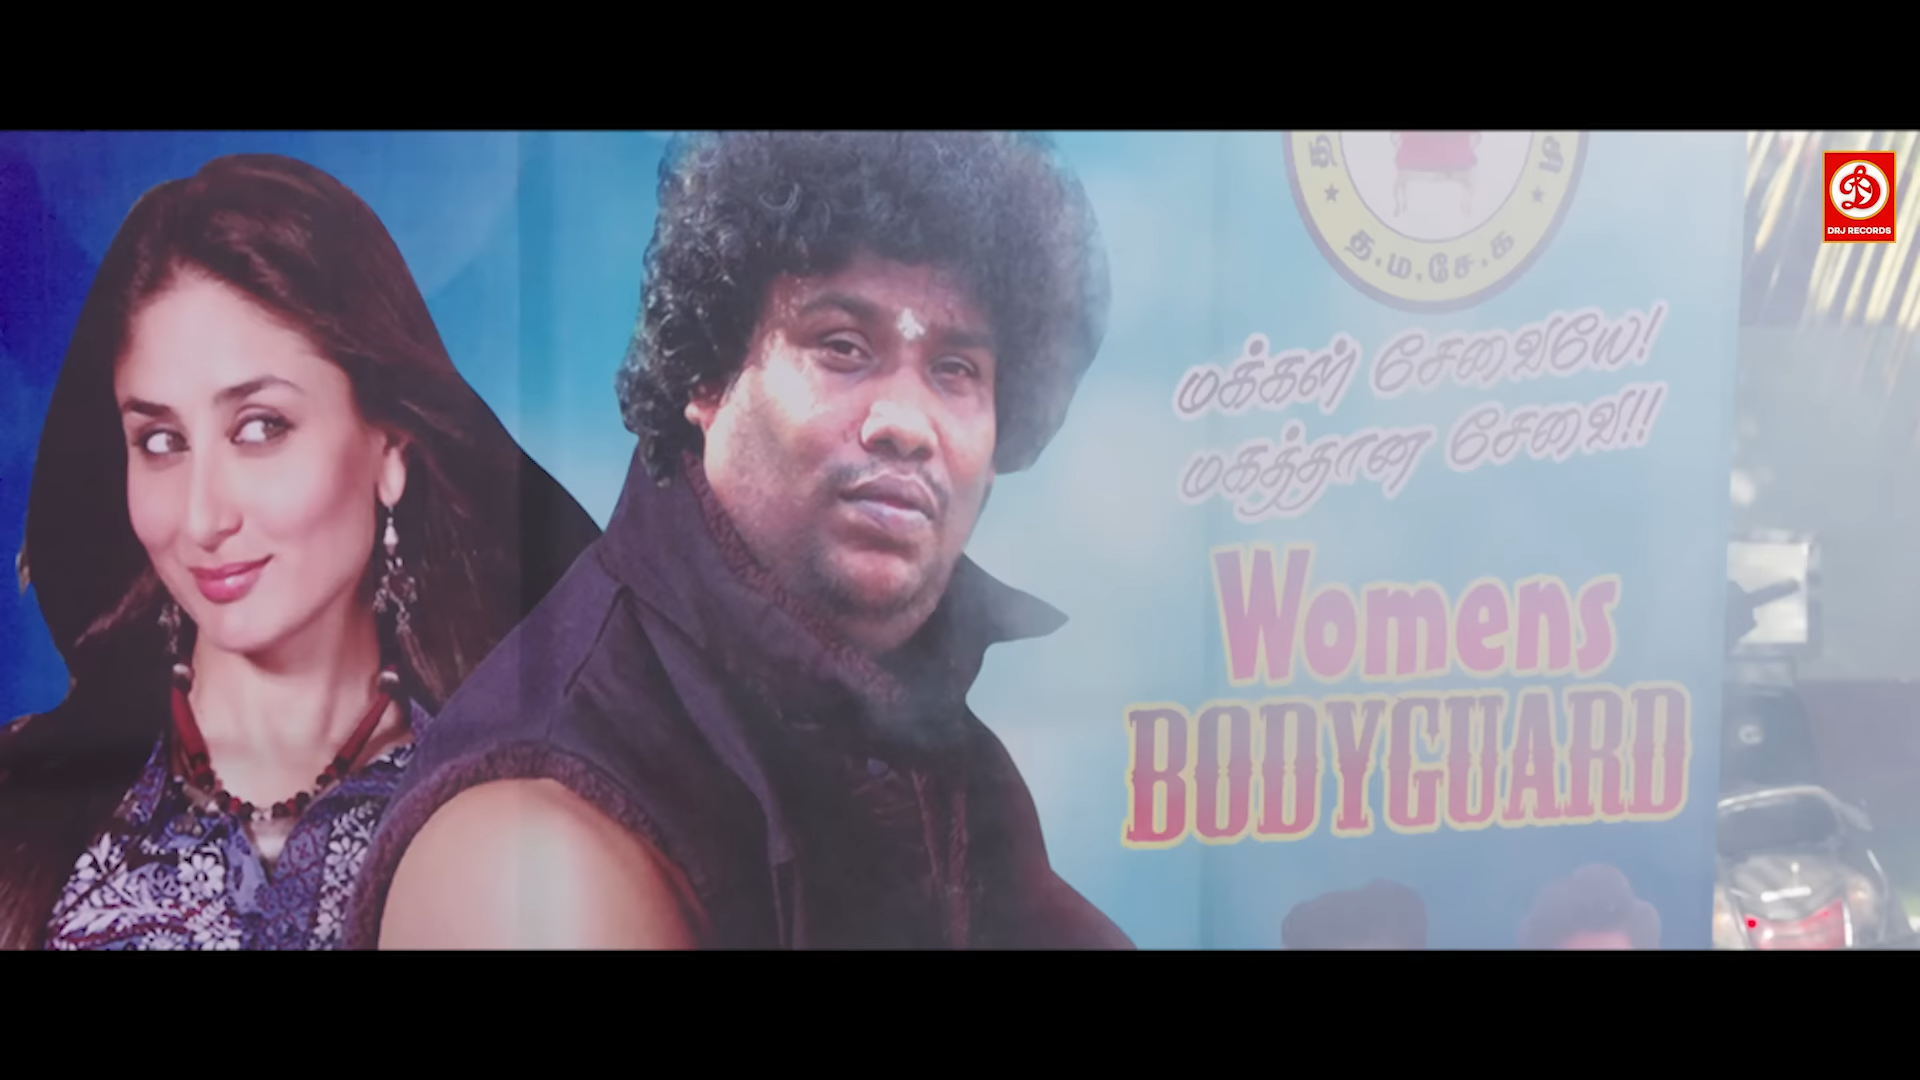 DRJ RECORDS
த.ம.சே.க
மக்கள் சேவையே!
மகத்தான சேவை!!
Womens
BODYGUARD